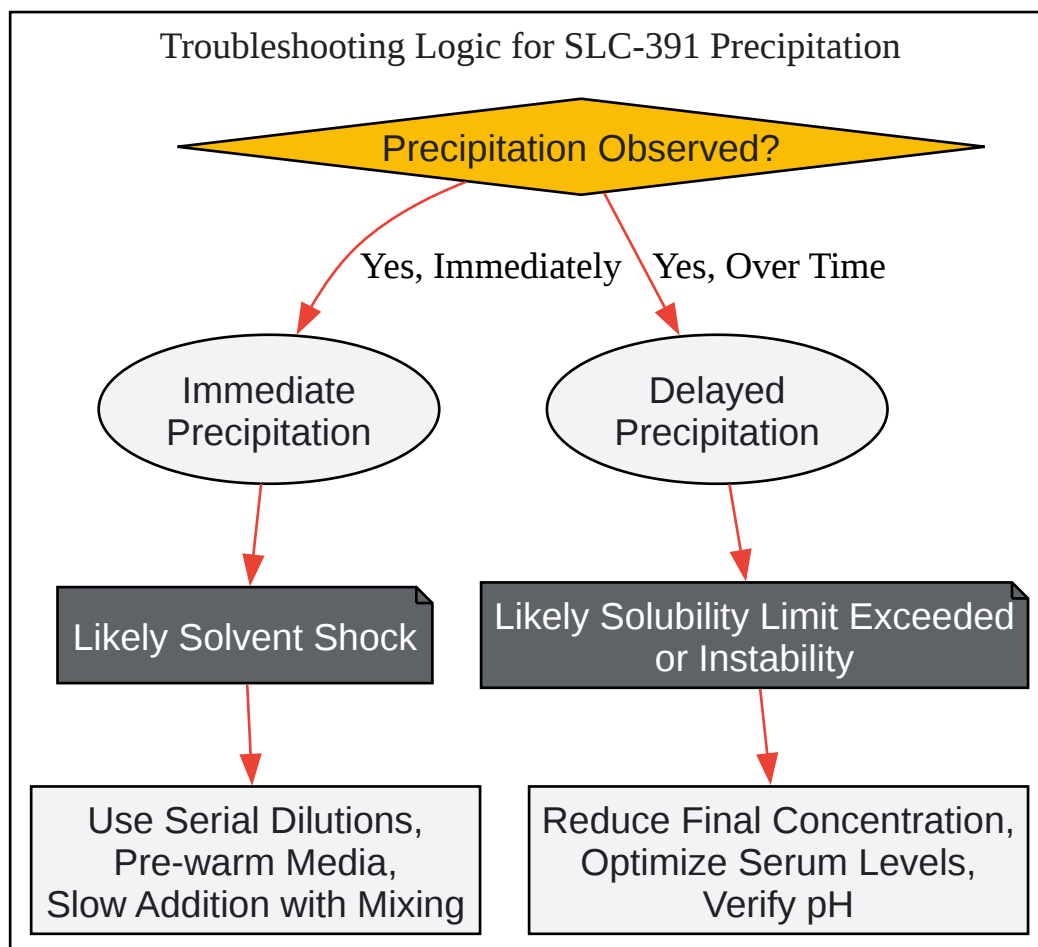 Troubleshooting Logic for SLC-391 Precipitation
Precipitation Observed?
Yes, Immediately
Yes, Over Time
Immediate
Precipitation
Delayed
Precipitation
Likely Solvent Shock
Likely Solubility Limit Exceeded
or Instability
Use Serial Dilutions,
Pre-warm Media,
Slow Addition with Mixing
Reduce Final Concentration,
Optimize Serum Levels,
Verify pH